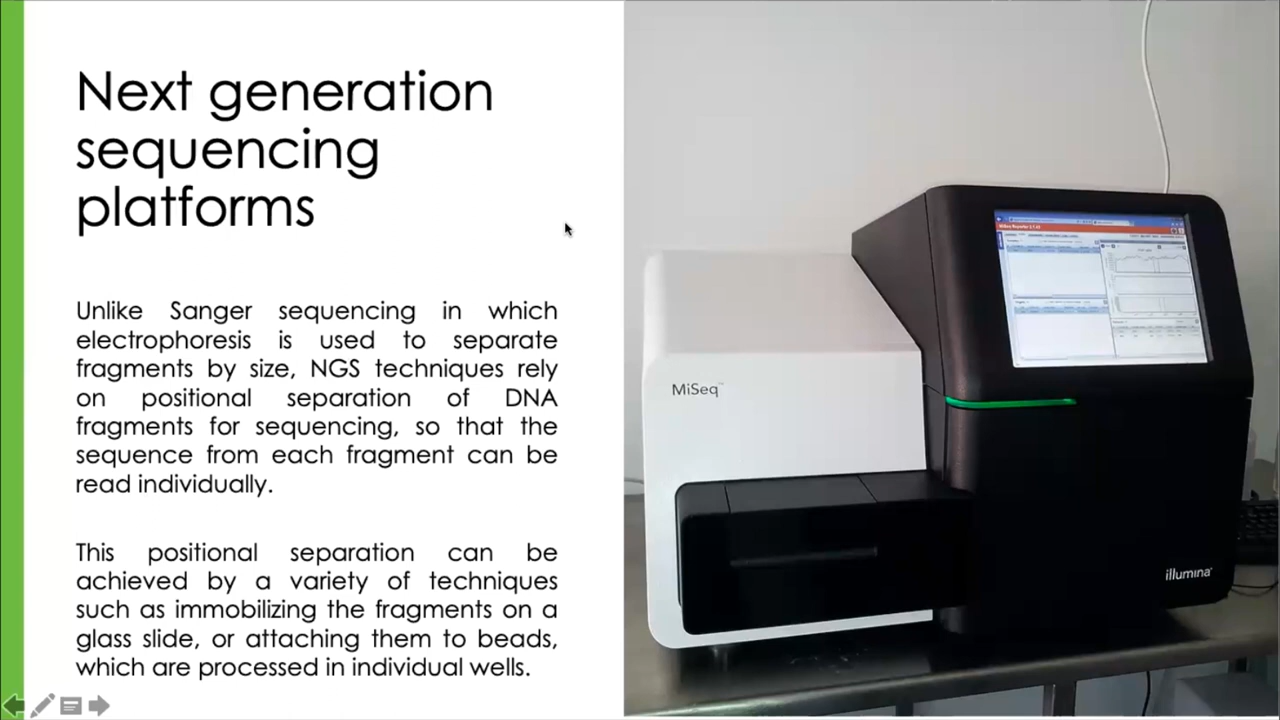 Next generation
sequencing
platforms
Unlike Sanger sequencing in which
electrophoresis is used to separate
fragments by size, NGS techniques rely
on positional separation of DNA
fragments for sequencing, so that the
sequence from each fragment can be
read individually.
This positional separation can be
achieved by a variety of techniques
such as immobilizing the fragments on a
glass slide, or attaching them to beads,
which are processed in individual wells.
MiSeq
illumina